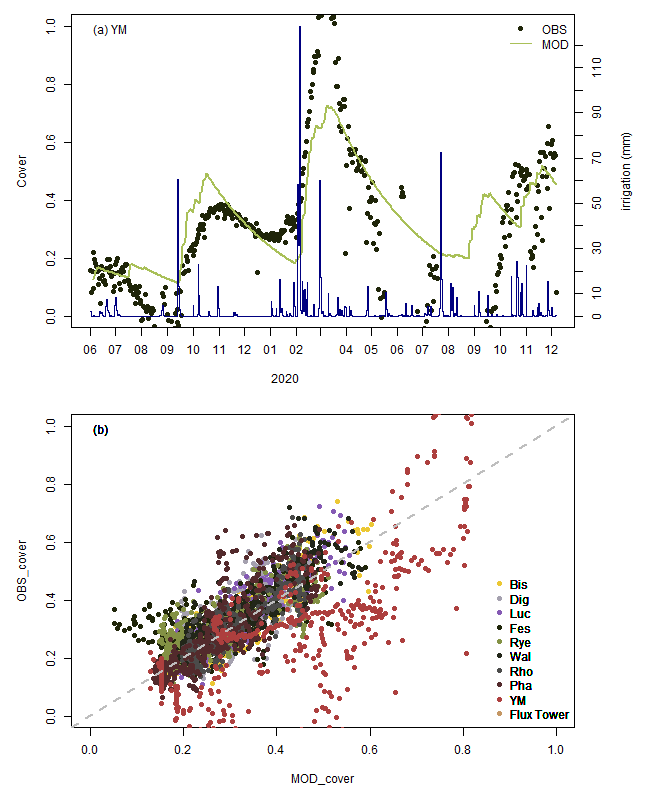 (a) YM
OBS
MOD
1.0
0.8
0.6
0.4
0.2
0.0
Cover
110
90
70
50
30
10
0
irrigation (mm)
06 07 08 09 10 11 12 01 02 04 05 06 07 08 09 10 11 12
2020
(b)
1.0
0.8
0.6
0.4
0.2
0.0
OBS_cover
Bis
Dig
Luc
Fes
Rye
Wal
Rho
Pha
YM
Flux Tower
0.0 0.2 0.4 0.6 0.8 1.0
MOD_cover